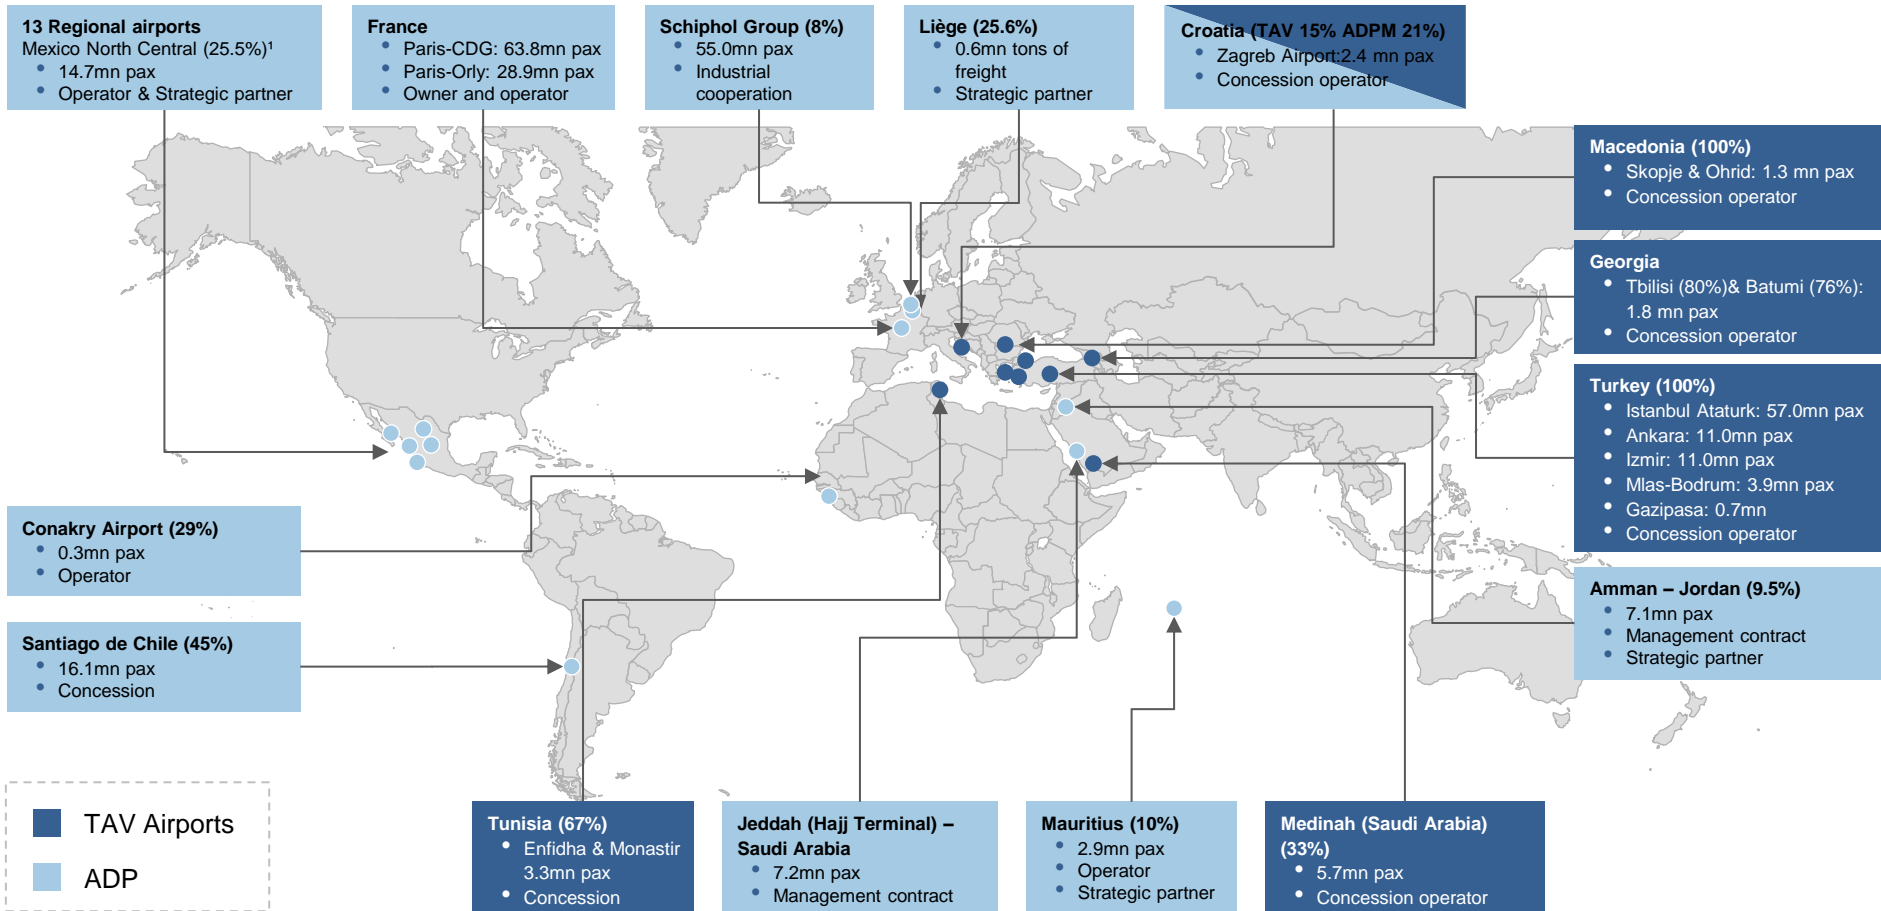 13 Regional airports
Mexico North Central (25.5%)¹
• 14.7mn pax
• Operator & Strategic partner
France
• Paris-CDG: 63.8mn pax
• Paris-Orly: 28.9mn pax
• Owner and operator
Schiphol Group (8%)
• 55.0mn pax
• Industrial
cooperation
Liège (25.6%)
• 0.6mn tons of
freight
• Strategic partner
Croatia (TAV 15% ADPM 21%)
• Zagreb Airport:2.4 mn pax
• Concession operator
Macedonia (100%)
• Skopje & Ohrid: 1.3 mn pax
• Concession operator
Georgia
• Tbilisi (80%)& Batumi (76%):
1.8 mn pax
• Concession operator
Turkey (100%)
• Istanbul Ataturk: 57.0mn pax
• Ankara: 11.0mn pax
• Izmir: 11.0mn pax
• Mlas-Bodrum: 3.9mn pax
• Gazipasa: 0.7mn
• Concession operator
Conakry Airport (29%)
• 0.3mn pax
• Operator
Amman – Jordan (9.5%)
• 7.1mn pax
• Management contract
• Strategic partner
Santiago de Chile (45%)
• 16.1mn pax
• Concession
TAV Airports
ADP
Tunisia (67%)
• Enfidha & Monastir
3.3mn pax
• Concession
Jeddah (Hajj Terminal) –
Saudi Arabia
• 7.2mn pax
• Management contract
Mauritius (10%)
• 2.9mn pax
• Operator
• Strategic partner
Medinah (Saudi Arabia)
(33%)
• 5.7mn pax
• Concession operator